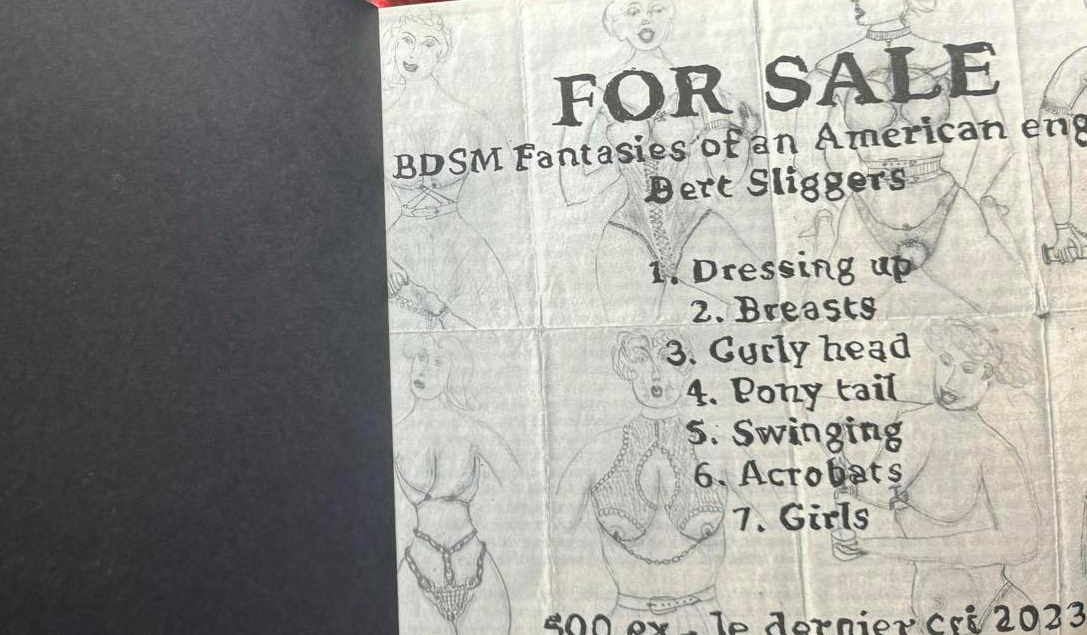 FOR SALE
BDSM Fantasies of an American eng
Bert Sliggers
1. Dressing up
2. Breasts
3. Curly head
4. Pony tail
5. Swinging
6. Acrobats
7. Girls
500 ex - le dernier cri 2023